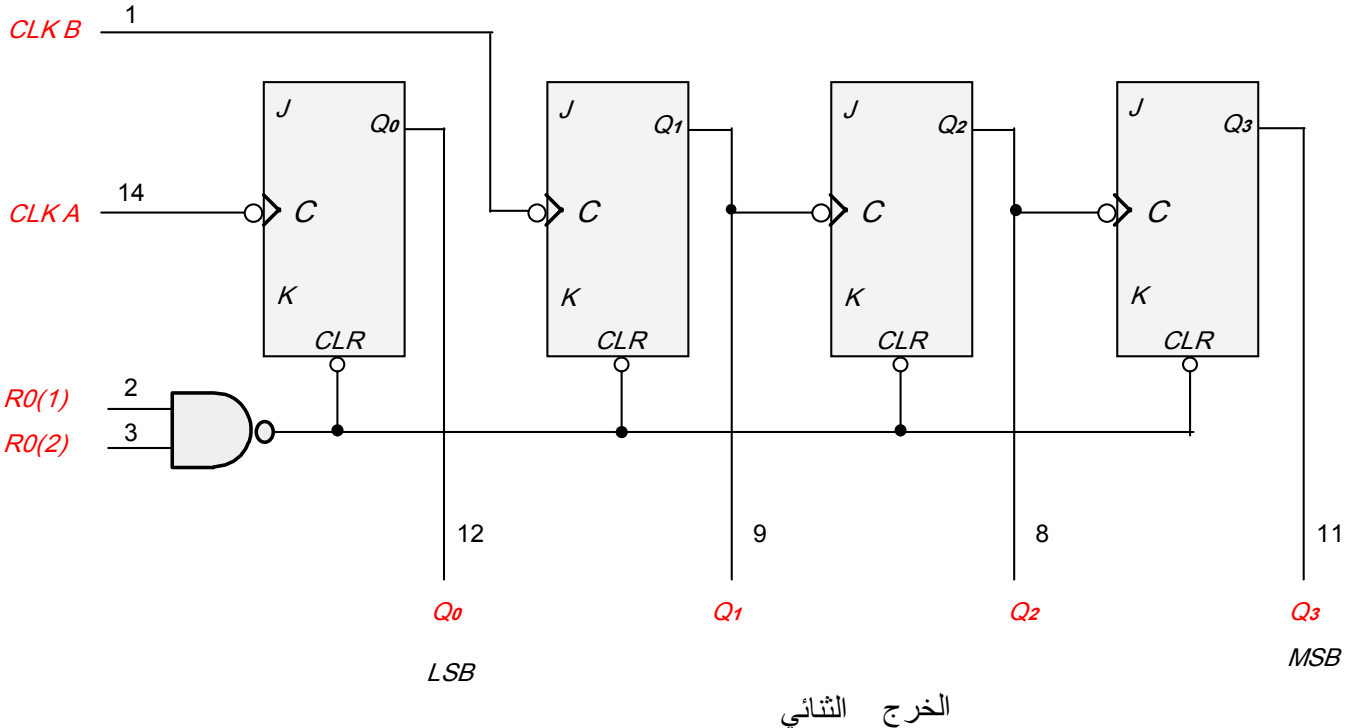 CLK B 1
J Q0 J Q1 J Q2 J Q3
CLK A 14 C C C C
K K K K
CLR CLR CLR CLR
R0(1) 2
R0(2) 3
12 9 8 11
Q0 Q1 Q2 Q3
LSB MSB
الخرج الثنائي